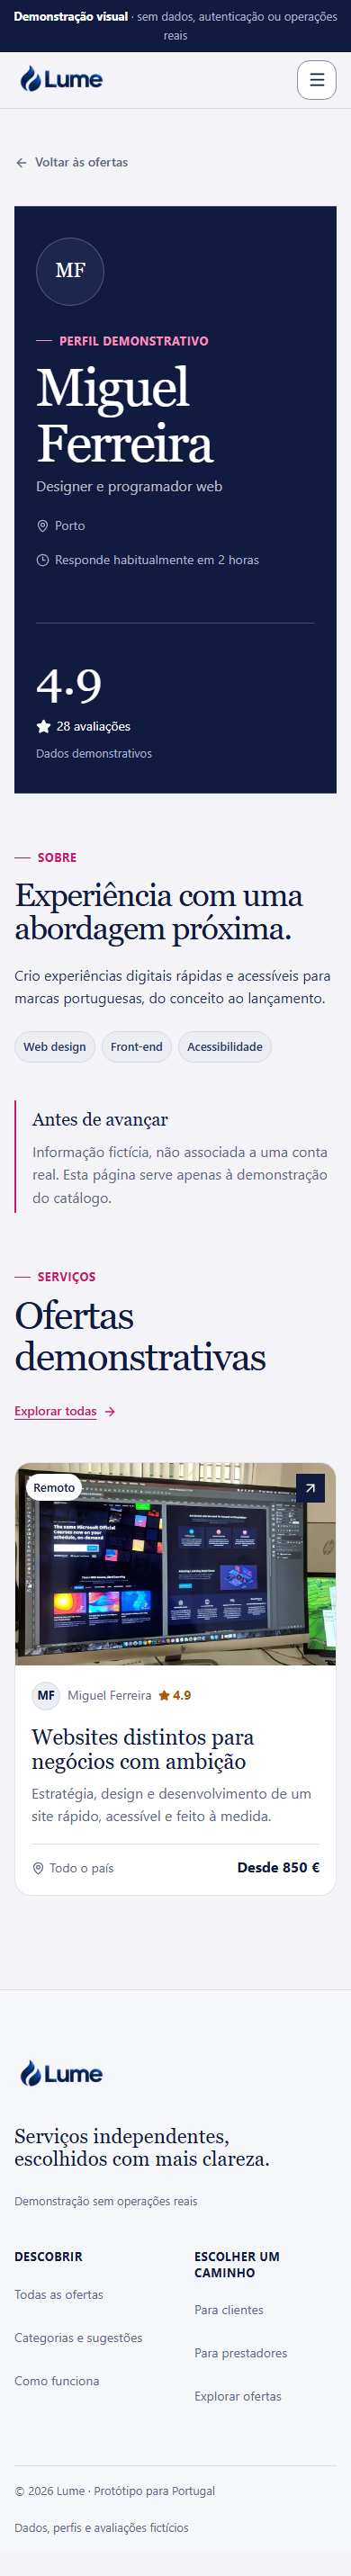 Demonstração visual · sem dados, autenticação ou operações
reais
Lume
Voltar às ofertas
MF
PERFIL DEMONSTRATIVO
Miguel
Ferreira
Designer e programador web
Porto
Responde habitualmente em 2 horas
4.9
28 avaliações
Dados demonstrativos
SOBRE
Experiência com uma
abordagem próxima.
Crio experiências digitais rápidas e acessíveis para
marcas portuguesas, do conceito ao lançamento.
Web design Front-end Acessibilidade
Antes de avançar
Informação fictícia, não associada a uma conta
real. Esta página serve apenas à demonstração
do catálogo.
SERVIÇOS
Ofertas
demonstrativas
Explorar todas
Remoto
MF Miguel Ferreira 4.9
Websites distintos para
negócios com ambição
Estratégia, design e desenvolvimento de um
site rápido, acessível e feito à medida.
Todo o país Desde 850 €
Lume
Serviços independentes,
escolhidos com mais clareza.
Demonstração sem operações reais
DESCOBRIR
Todas as ofertas
Categorias e sugestões
Como funciona
ESCOLHER UM
CAMINHO
Para clientes
Para prestadores
Explorar ofertas
© 2026 Lume · Protótipo para Portugal
Dados, perfis e avaliações fictícios